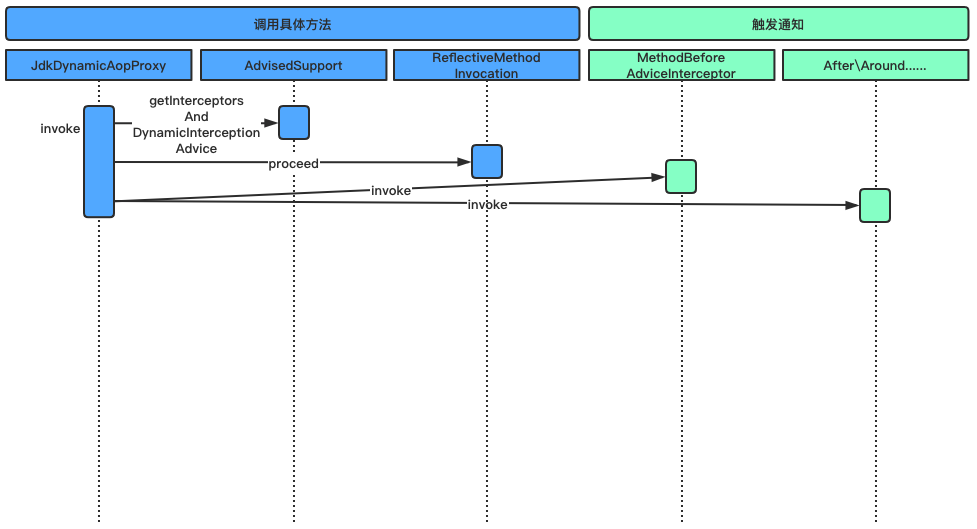 调用具体方法
触发通知
JdkDynamicAopProxy
AdvisedSupport
ReflectiveMethod
Invocation
MethodBefore
AdviceInterceptor
After\Around......
invoke
getInterceptors
And
DynamicInterception
Advice
proceed
invoke
invoke